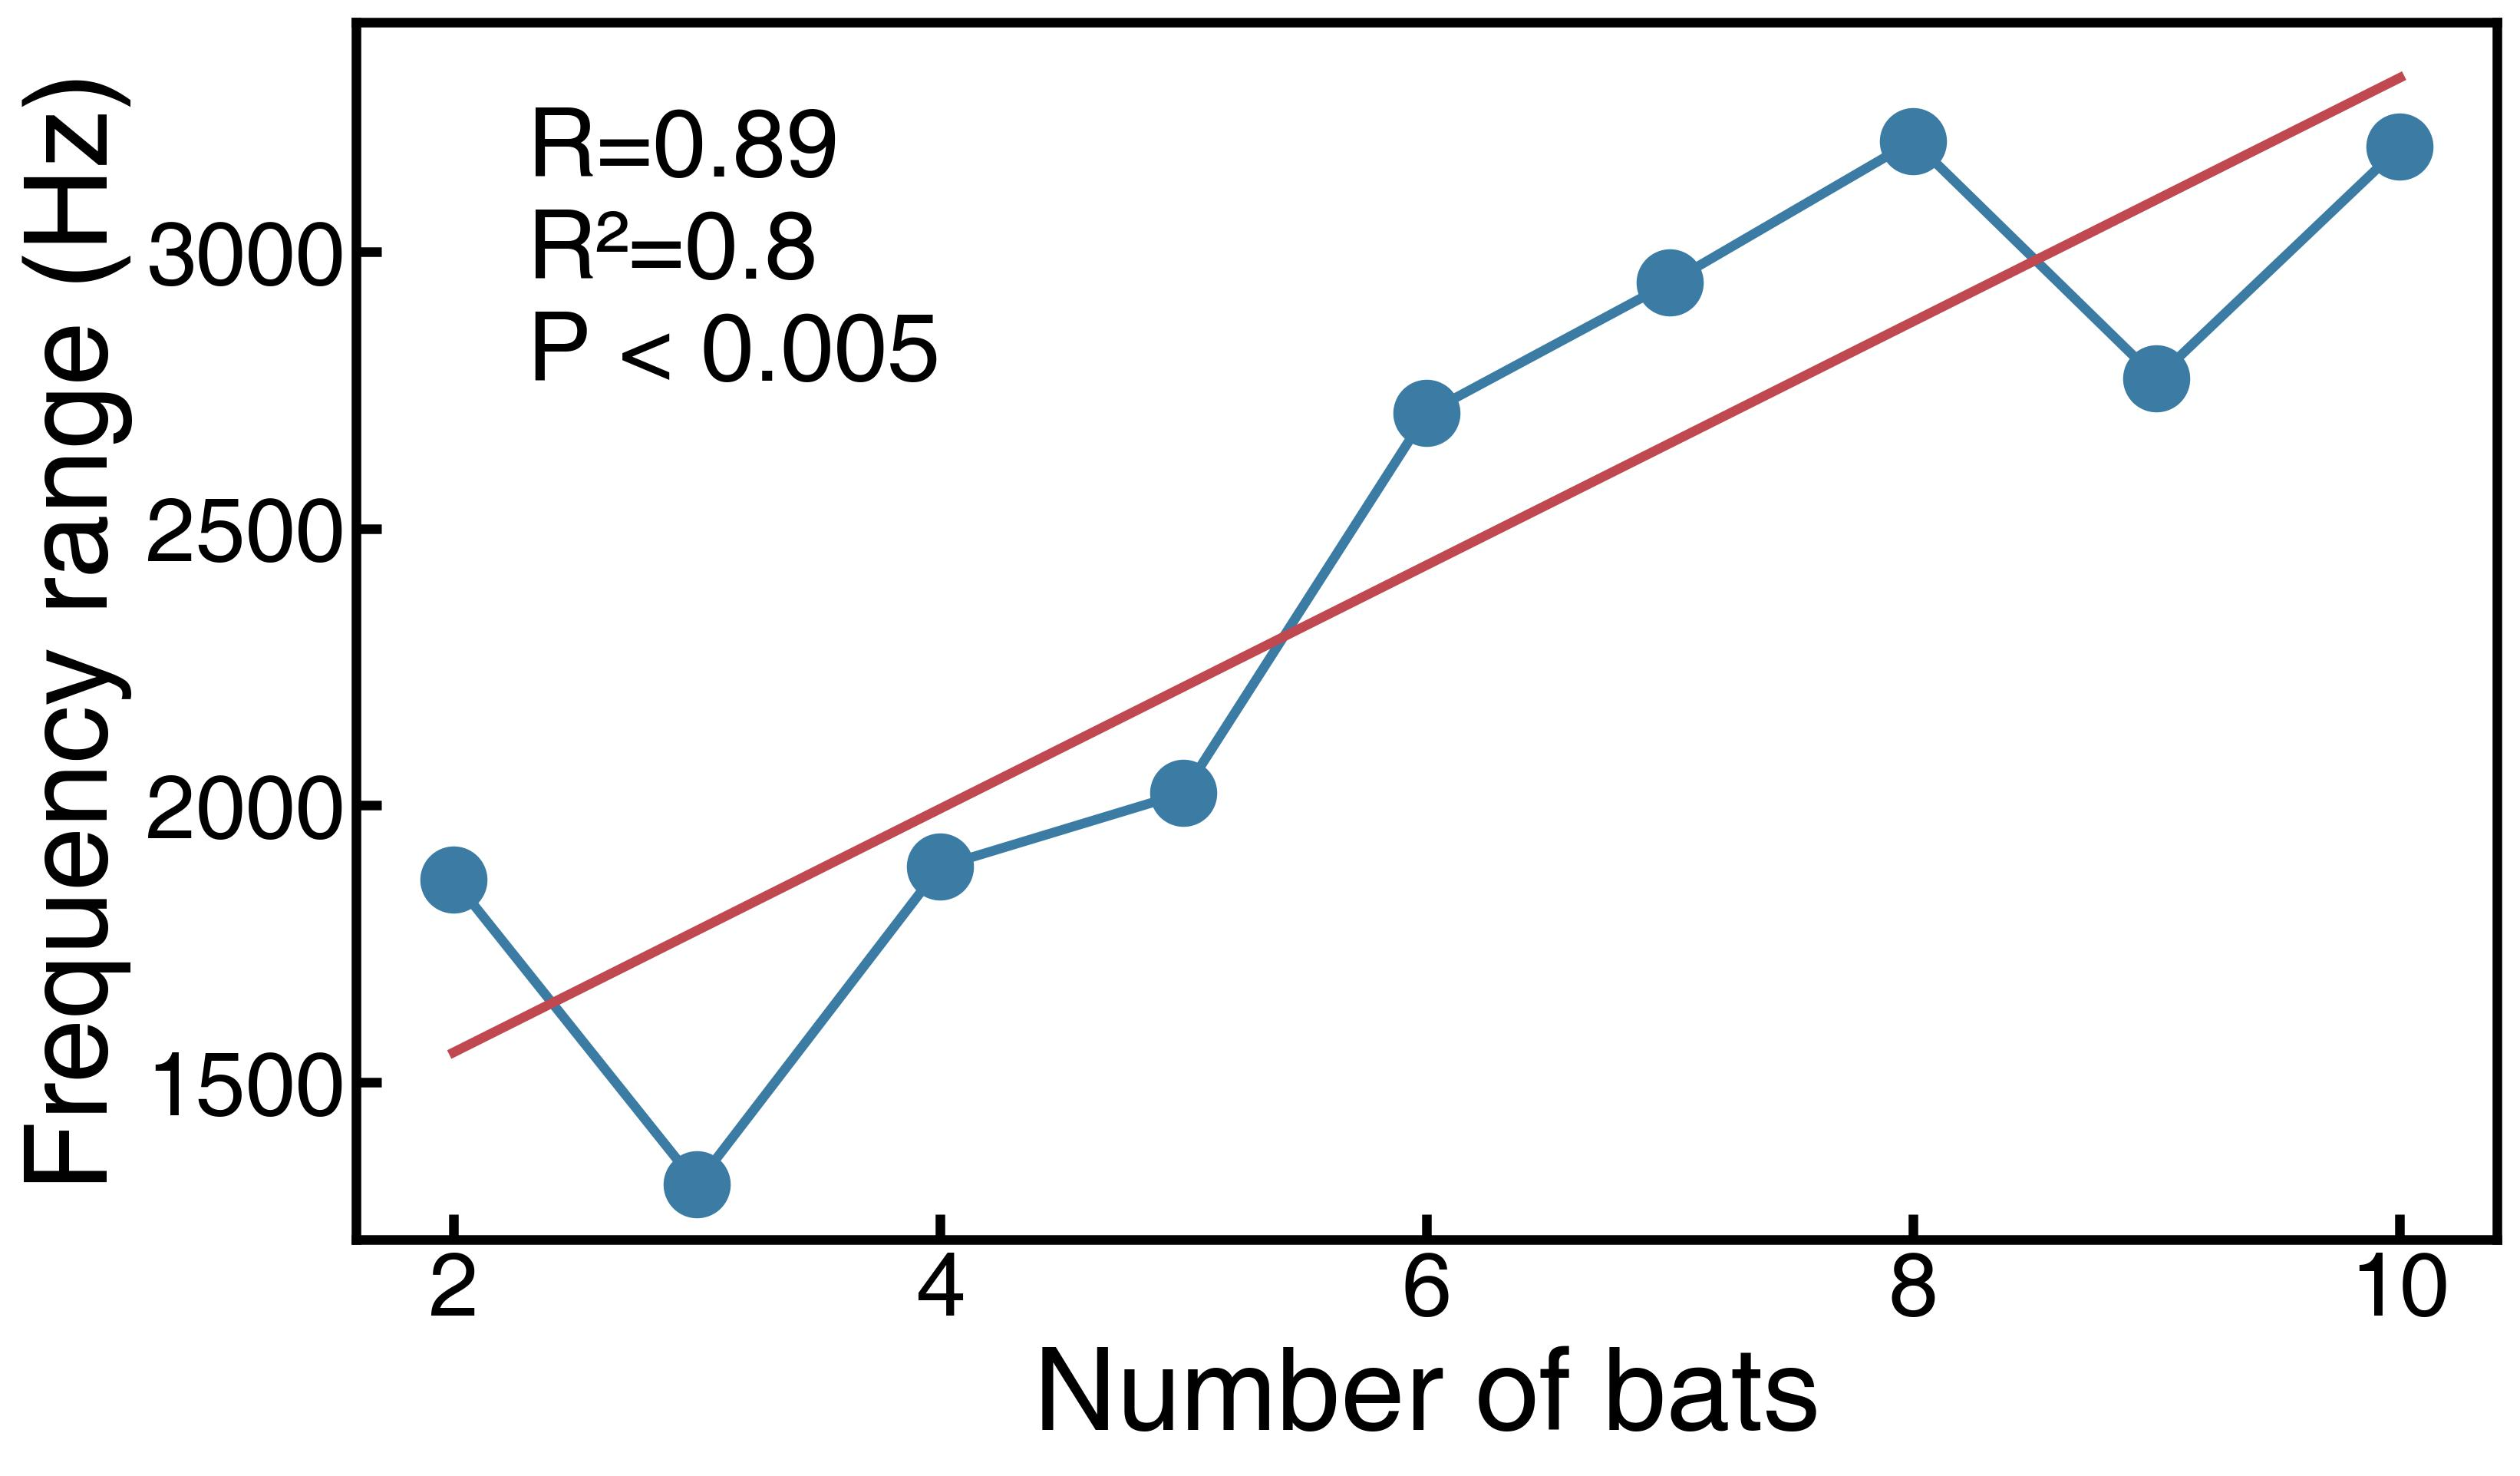 R=0.89
R²=0.8
P < 0.005
Frequency range (Hz)
3000
2500
2000
1500
2 4 6 8 10
Number of bats